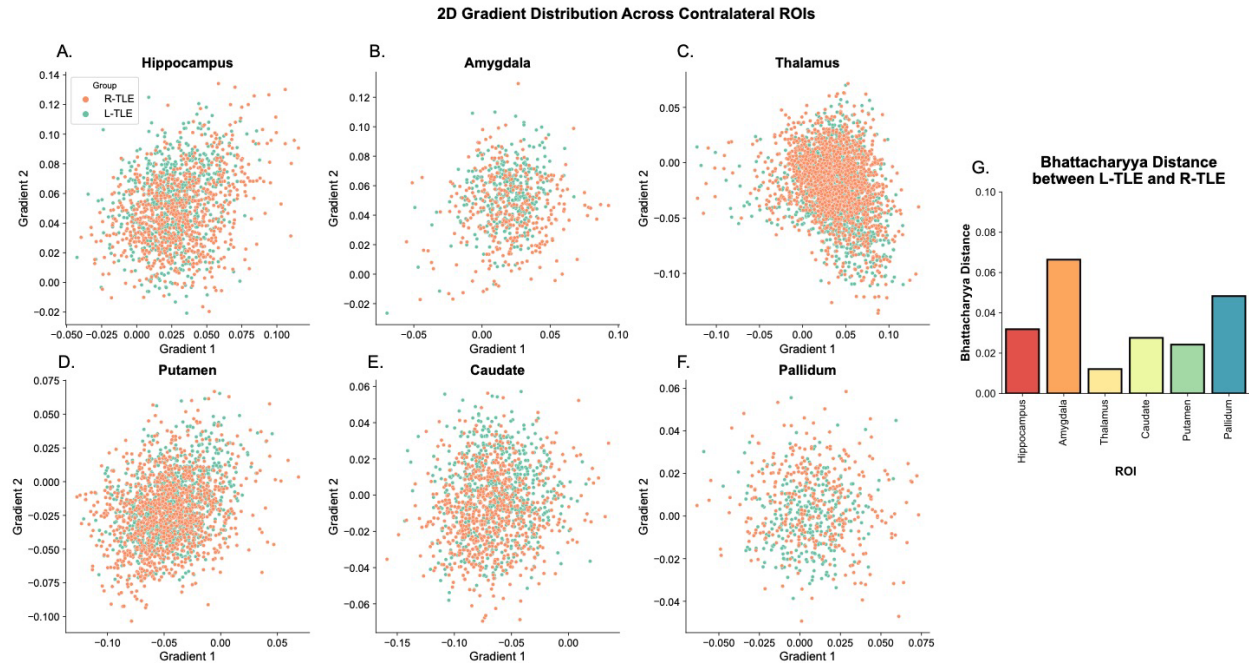 2D Gradient Distribution Across Contralateral ROIs
A.
Hippocampus
Group
R-TLE
L-TLE
0.14
0.12
0.10
0.08
0.06
0.04
0.02
0.00
−0.02
Gradient 2
−0.050
−0.025
0.000
0.025
0.050
0.075
0.100
Gradient 1
B.
Amygdala
0.12
0.10
0.08
0.06
0.04
0.02
0.00
−0.02
Gradient 2
−0.05
0.00
0.05
0.10
Gradient 1
C.
Thalamus
0.05
0.00
−0.05
−0.10
Gradient 2
−0.10
−0.05
0.00
0.05
0.10
Gradient 1
D.
Putamen
0.075
0.050
0.025
0.000
−0.025
−0.050
−0.075
−0.100
Gradient 2
−0.10
−0.05
0.00
0.05
Gradient 1
E.
Caudate
0.06
0.04
0.02
0.00
−0.02
−0.04
−0.06
Gradient 2
−0.15
−0.10
−0.05
0.00
Gradient 1
F.
Pallidum
0.06
0.04
0.02
0.00
−0.02
−0.04
Gradient 2
−0.050
−0.025
0.000
0.025
0.050
0.075
Gradient 1
G.
Bhattacharyya Distance
between L-TLE and R-TLE
0.10
0.08
0.06
0.04
0.02
0.00
Bhattacharyya Distance
Hippocampus
Amygdala
Thalamus
Caudate
Putamen
Pallidum
ROI